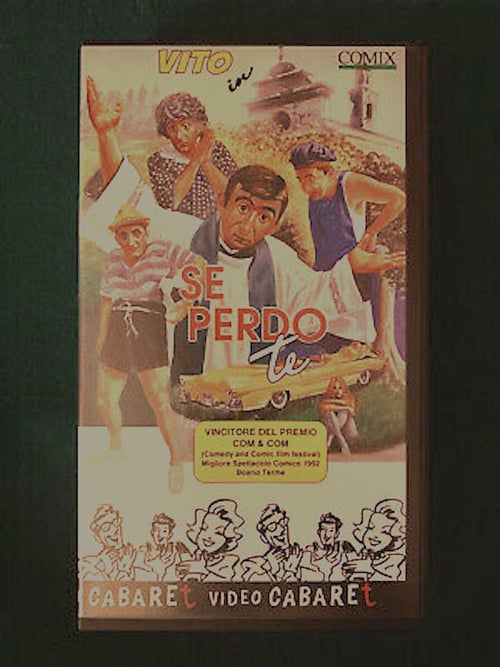 VITO
in
COMIX
SE
PERDO
te
VINCITORE DEL PREMIO
COM & COM
(Comedy and Comic film festival)
Migliore Spettacolo Comico 1992
Boario Terme
CABAREt VIDEO CABAREt